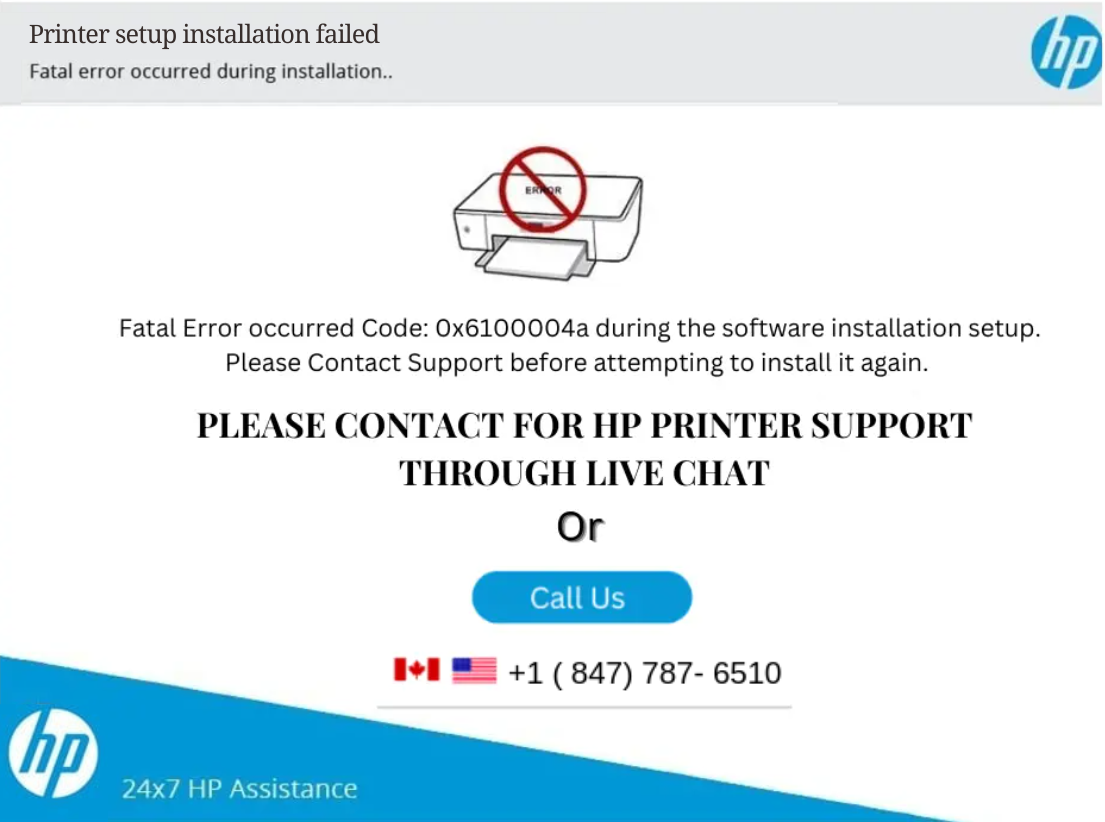 Printer setup installation failed
hp
Fatal error occurred during installation..
ERROR
Fatal Error occurred Code: 0x6100004a during the software installation setup.
Please Contact Support before attempting to install it again.
PLEASE CONTACT FOR HP PRINTER SUPPORT
THROUGH LIVE CHAT
Or
Call Us
+1 ( 847) 787- 6510
hp
24x7 HP Assistance